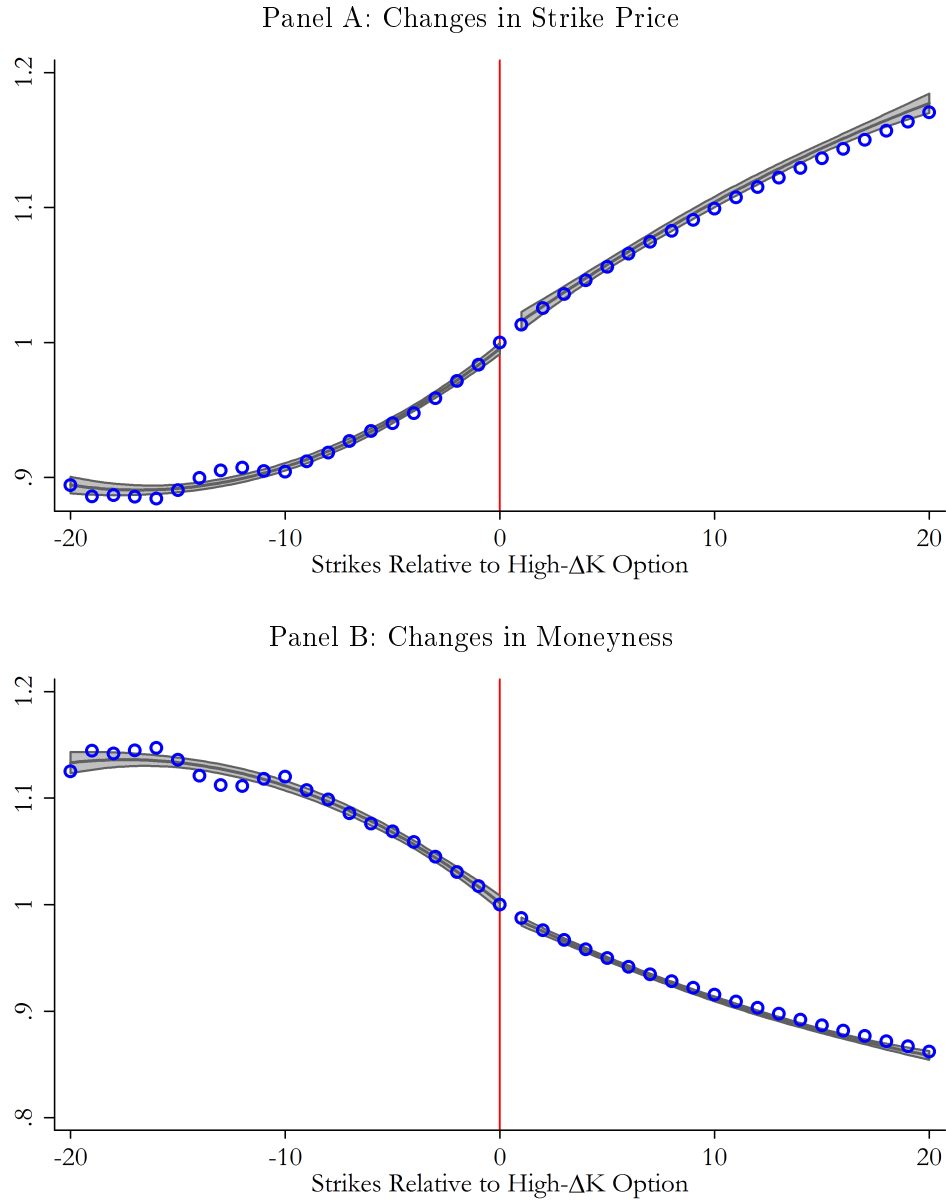 Panel A: Changes in Strike Price
1.2
1.1
1
.9
-20 -10 0 10 20
Strikes Relative to High-ΔK Option
Panel B: Changes in Moneyness
1.2
1.1
1
.9
.8
-20 -10 0 10 20
Strikes Relative to High-ΔK Option